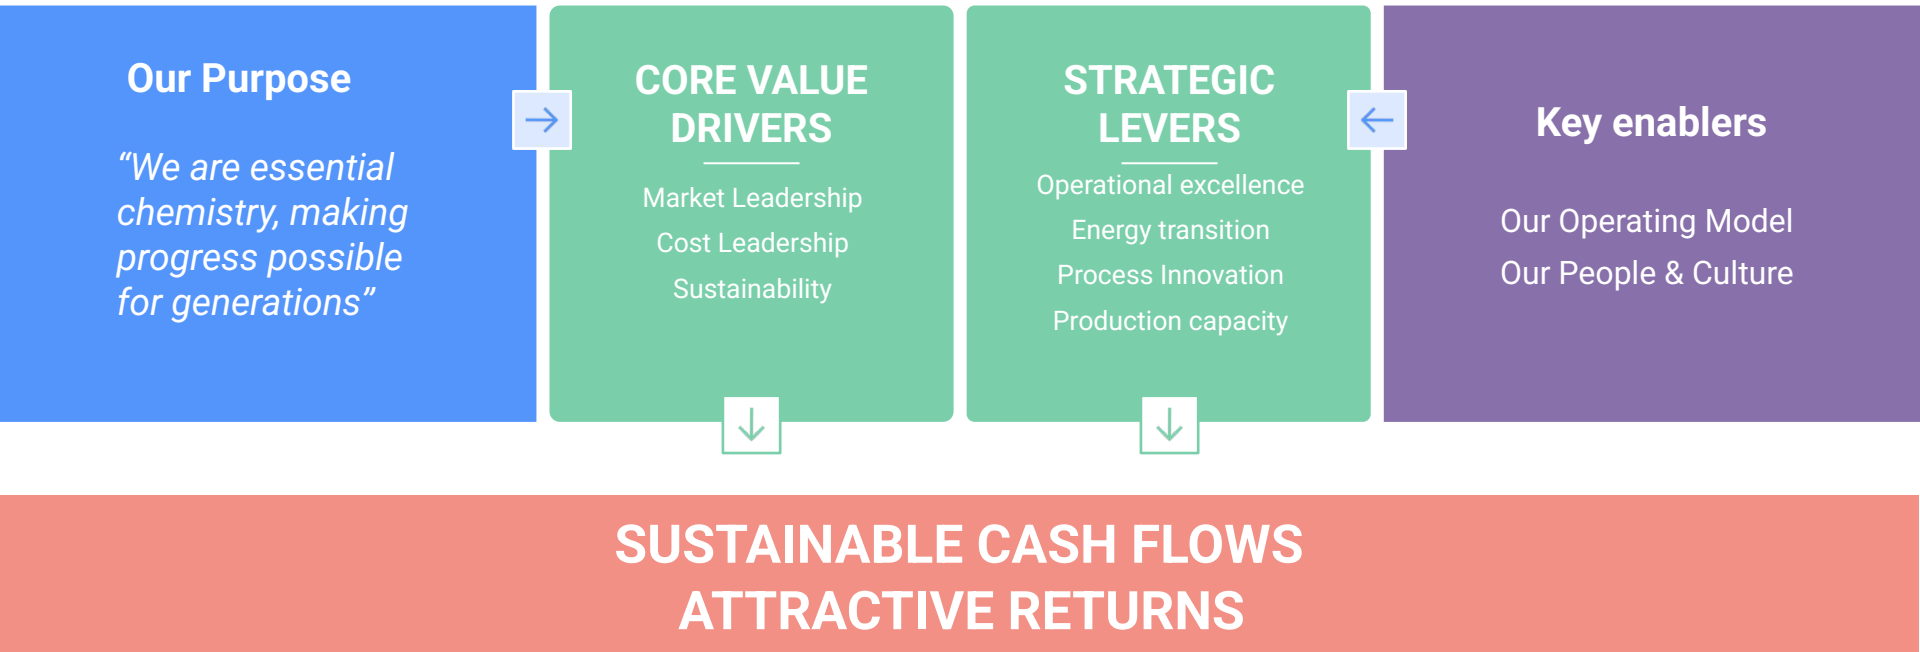 Our Purpose
“We are essential
chemistry, making
progress possible
for generations”
CORE VALUE
DRIVERS
Market Leadership
Cost Leadership
Sustainability
STRATEGIC
LEVERS
Operational excellence
Energy transition
Process Innovation
Production capacity
Key enablers
Our Operating Model
Our People & Culture
SUSTAINABLE CASH FLOWS
ATTRACTIVE RETURNS